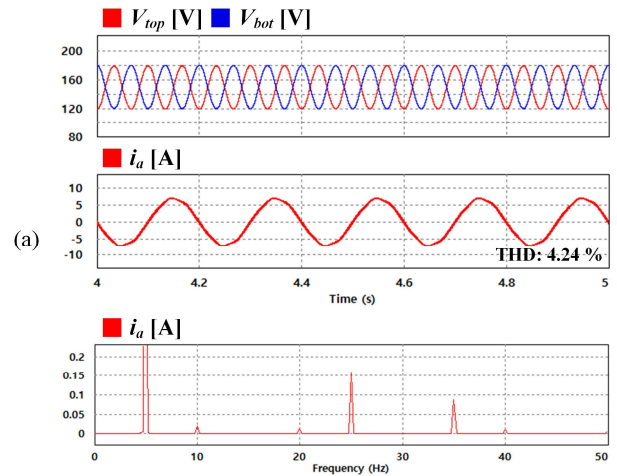 V_top [V] V_bot [V]
200
160
120
80
i_a [A]
10
5
0
-5
-10
THD: 4.24 %
4 4.2 4.4 4.6 4.8 5
Time (s)
(a)
i_a [A]
0.2
0.15
0.1
0.05
0
0 10 20 30 40 50
Frequency (Hz)